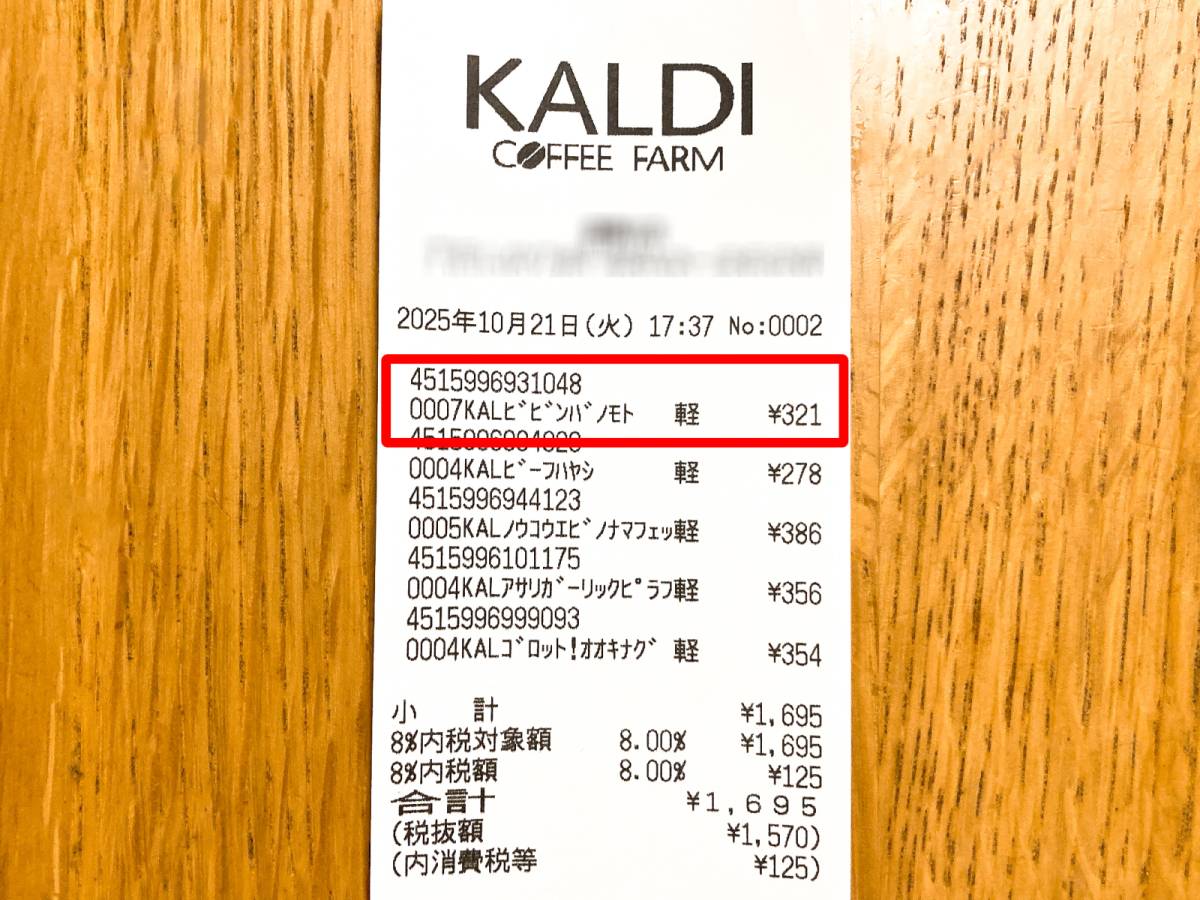 KALDI
COFFEE FARM
2025年10月21日(火) 17:37 No:0002
4515996931048
0007KALﾋﾞﾋﾞﾝﾊﾞﾉﾓﾄ 軽 ¥321
0004KALﾋﾞｰﾌﾊﾔｼ 軽 ¥278
4515996944123
0005KALﾉｳｺｳｴﾋﾞﾉﾅﾏﾌｪｯ軽 ¥386
4515996101175
0004KALｱｻﾘｶﾞｰﾘｯｸﾋﾟﾗﾌ軽 ¥356
4515996999093
0004KALｺﾞﾛｯﾄ!ｵｵｷﾅｸﾞ 軽 ¥354
小 計 ¥1,695
8%内税対象額 8.00% ¥1,695
8%内税額 8.00% ¥125
合計 ¥1,695
(税抜額 ¥1,570)
(内消費税等 ¥125)